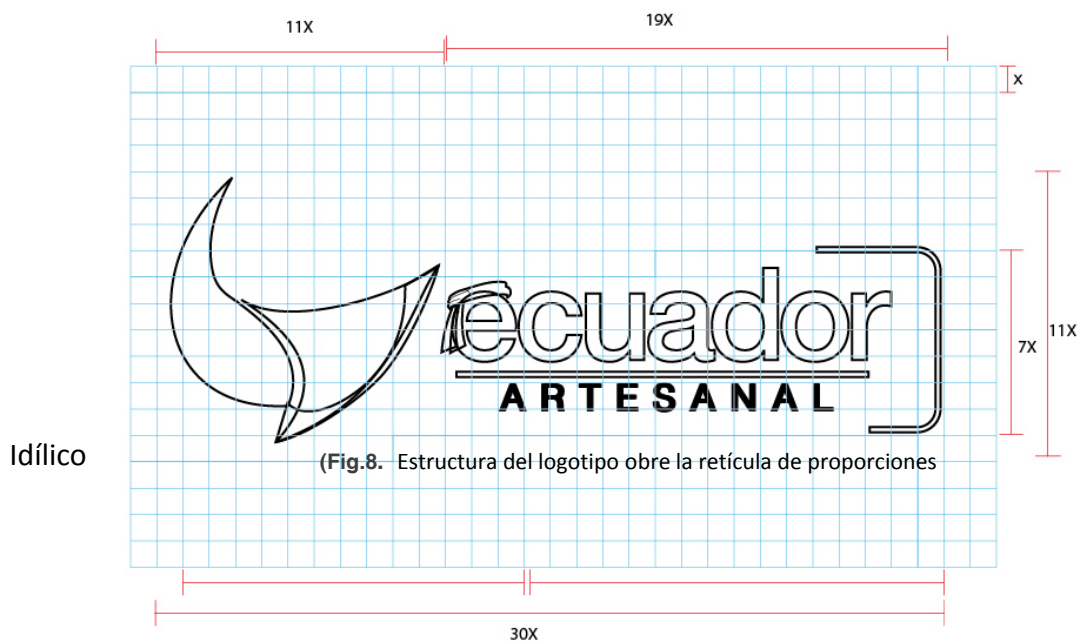 11X
19X
x
ecuador
ARTESANAL
7X
11X
Idílico
(Fig.8. Estructura del logotipo obre la retícula de proporciones
30X